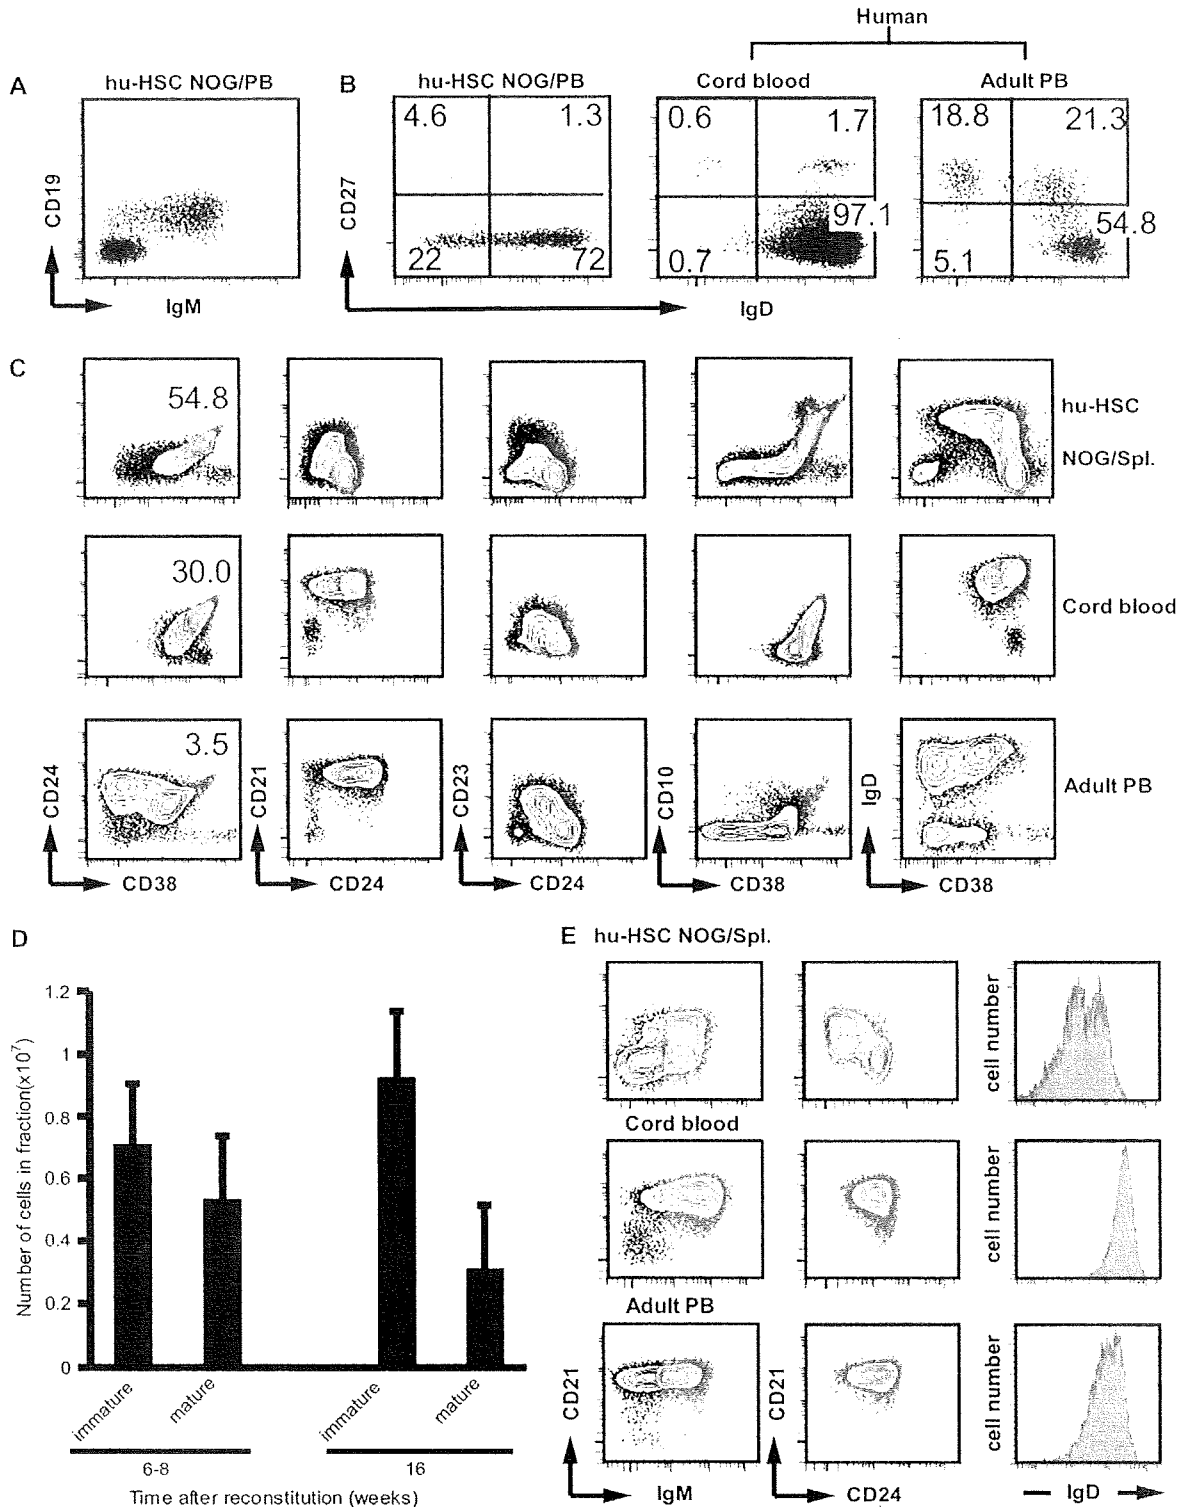 Human
A
hu-HSC NOG/PB
B
hu-HSC NOG/PB
Cord blood
Adult PB
CD19
IgM
CD27
4.6
1.3
22
72
0.6
1.7
97.1
0.7
18.8
21.3
54.8
5.1
IgD
C
54.8
hu-HSC
NOG/Spl.
30.0
Cord blood
3.5
Adult PB
CD24
CD21
CD23
CD10
IgD
CD38
CD24
CD24
CD38
CD38
D
Number of cells in fraction(x10⁷)
1.2
1
0.8
0.6
0.4
0.2
0
immature
mature
immature
mature
6-8
16
Time after reconstitution (weeks)
E
hu-HSC NOG/Spl.
cell number
Cord blood
cell number
Adult PB
cell number
CD21
CD21
IgM
CD24
IgD